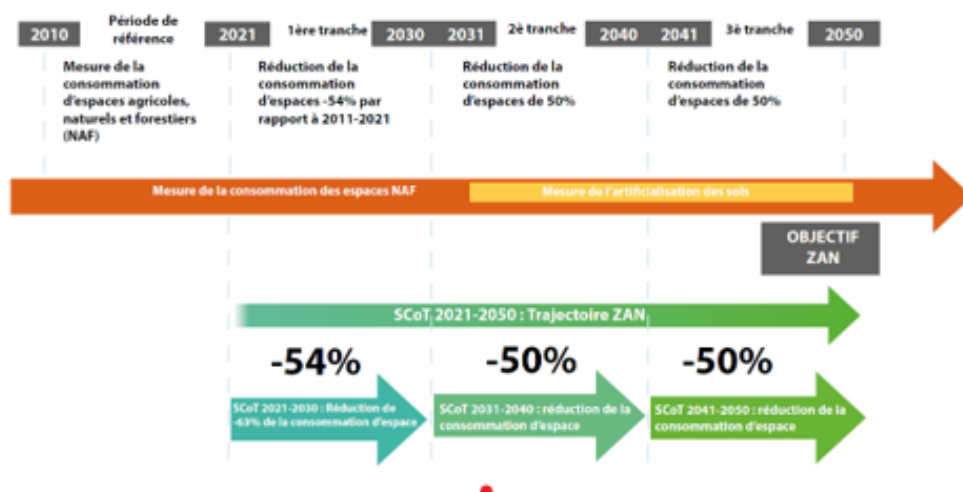 Période de
référence
1ère tranche
2è tranche
3è tranche
2010
2021
2030
2031
2040
2041
2050
Mesure de la
consommation
d'espaces agricoles,
naturels et forestiers
(NAF)
Réduction de la
consommation
d'espaces -54% par
rapport à 2011-2021
Réduction de la
consommation
d'espaces de 50%
Réduction de la
consommation
d'espaces de 50%
Mesure de la consommation des espaces NAF
Mesure de l'artificialisation des sols
OBJECTIF
ZAN
SCoT 2021-2050 : Trajectoire ZAN
-54%
-50%
-50%
SCoT 2021-2030 : Réduction de
-63% de la consommation d'espace
SCoT 2031-2040 : réduction de la
consommation d'espace
SCoT 2041-2050 : réduction de la
consommation d'espace